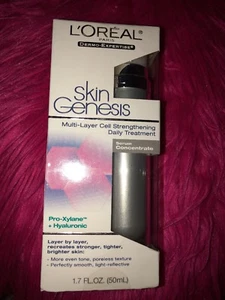 L'ORÉAL
PARIS
DERMO-EXPERTISE®
Skin
Genesis
Multi-Layer Cell Strengthening
Daily Treatment
Serum
Concentrate
Pro-Xylane™
+ Hyaluronic
Layer by layer,
recreates stronger, tighter,
brighter skin:
- More even tone, poreless texture
- Perfectly smooth, light-reflective
1.7 FL.OZ. (50mL)